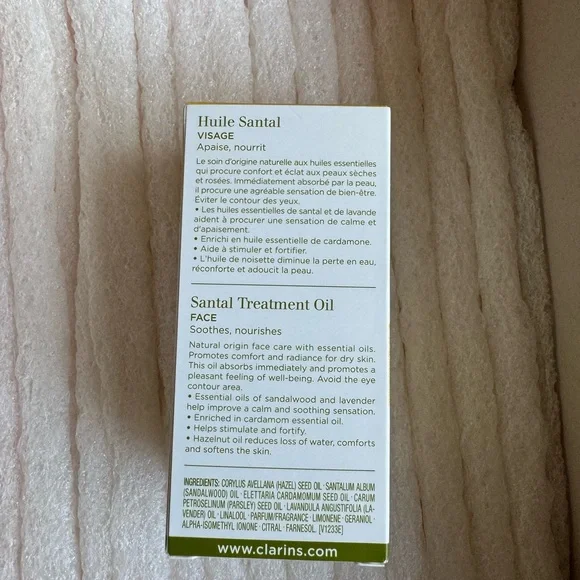 Huile Santal
VISAGE
Apaise, nourrit
Le soin d'origine naturelle aux huiles essentielles
qui procure confort et éclat aux peaux sèches
et rosées. Immédiatement absorbé par la peau,
il procure une agréable sensation de bien-être.
Éviter le contour des yeux.
• Les huiles essentielles de santal et de lavande
aident à procurer une sensation de calme et
d'apaisement.
• Enrichi en huile essentielle de cardamone.
• Aide à stimuler et fortifier.
• L'huile de noisette diminue la perte en eau,
réconforte et adoucit la peau.
Santal Treatment Oil
FACE
Soothes, nourishes
Natural origin face care with essential oils.
Promotes comfort and radiance for dry skin.
This oil absorbs immediately and promotes a
pleasant feeling of well-being. Avoid the eye
contour area.
• Essential oils of sandalwood and lavender
help improve a calm and soothing sensation.
• Enriched in cardamom essential oil.
• Helps stimulate and fortify.
• Hazelnut oil reduces loss of water, comforts
and softens the skin.
INGREDIENTS: CORYLUS AVELLANA (HAZEL) SEED OIL · SANTALUM ALBUM
(SANDALWOOD) OIL · ELETTARIA CARDAMOMUM SEED OIL · CARUM
PETROSELINUM (PARSLEY) SEED OIL · LAVANDULA ANGUSTIFOLIA (LA-
VENDER) OIL · LINALOOL · PARFUM/FRAGRANCE · LIMONENE · GERANIOL ·
ALPHA-ISOMETHYL IONONE · CITRAL · FARNESOL. [V1233E]
www.clarins.com